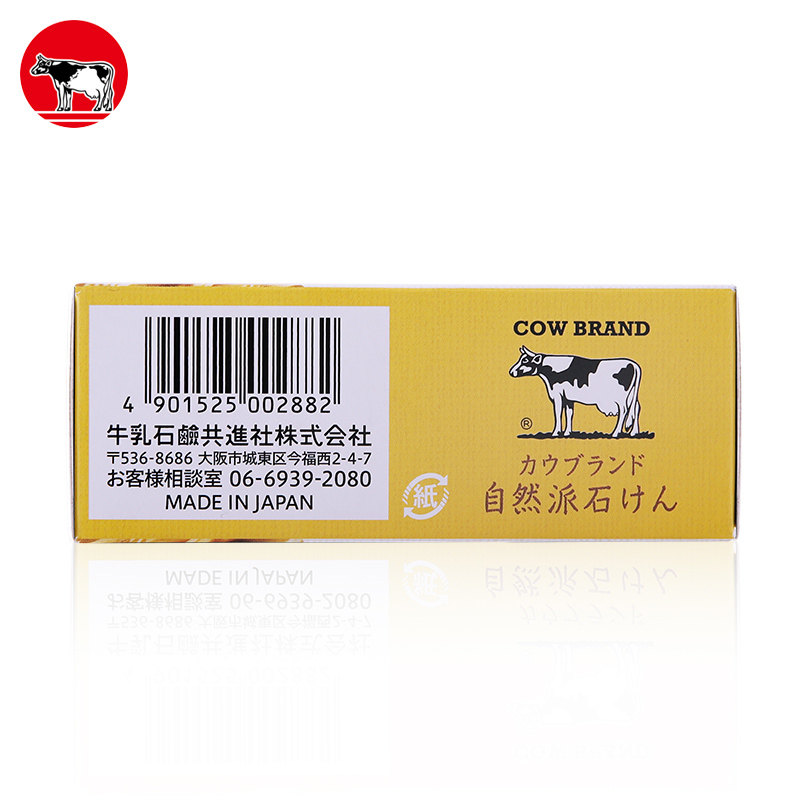 4 901525 002882
牛乳石鹼共進社株式会社
〒536-8686 大阪市城東区今福西2-4-7
お客様相談室 06-6939-2080
MADE IN JAPAN
紙
COW BRAND
®
カウブランド
自然派石けん